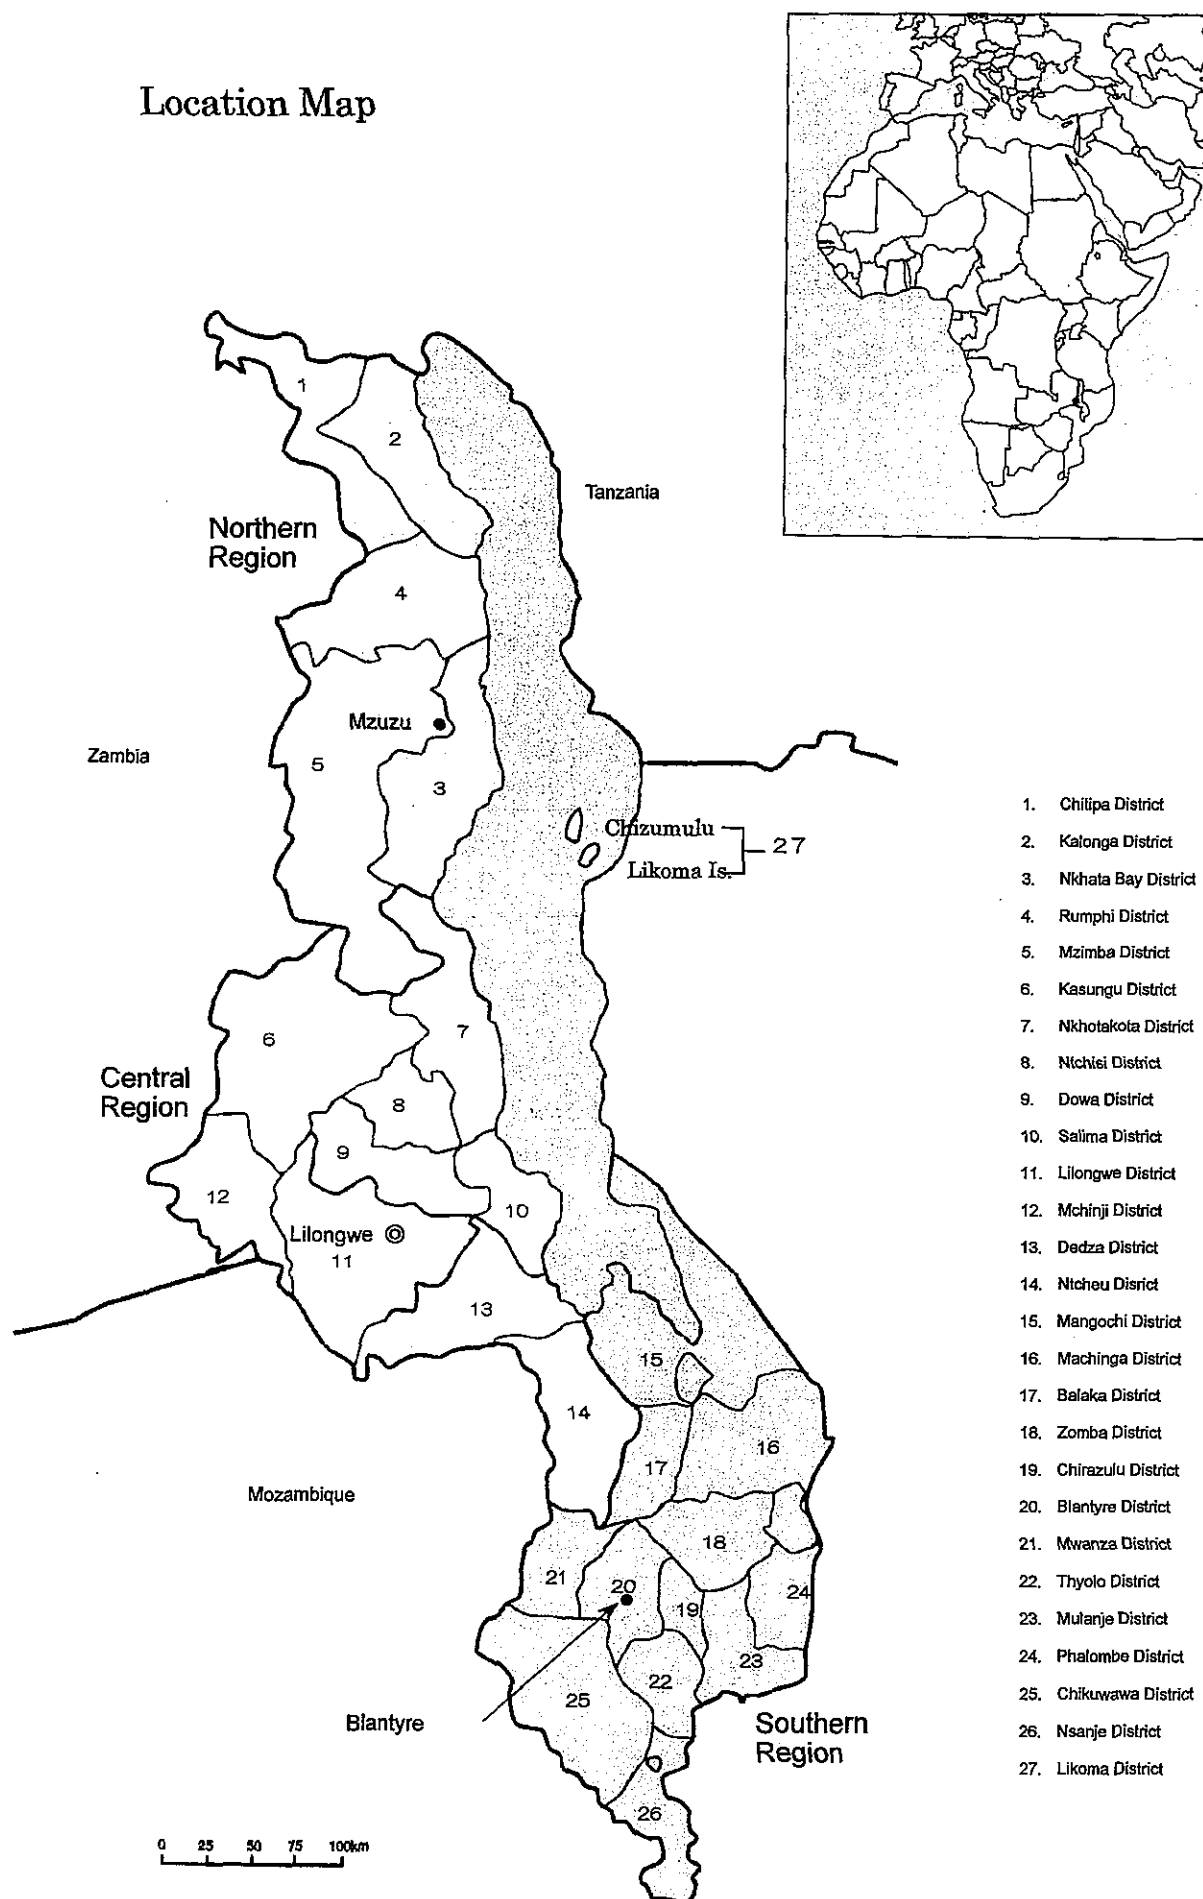 Location Map
1
2
Tanzania
Northern
Region
4
Mzuzu
Zambia
5
3
Chizumulu
27
Likoma Is.
6
7
Central
Region
8
9
12
10
Lilongwe
11
13
15
14
16
17
Mozambique
18
21
20
19
24
23
22
25
Blantyre
Southern
Region
26
0 25 50 75 100km
1. Chitipa District
2. Kalonga District
3. Nkhata Bay District
4. Rumphi District
5. Mzimba District
6. Kasungu District
7. Nkhotakota District
8. Ntchisi District
9. Dowa District
10. Salima District
11. Lilongwe District
12. Mchinji District
13. Dedza District
14. Ntcheu Disrict
15. Mangochi District
16. Machinga District
17. Balaka District
18. Zomba District
19. Chirazulu District
20. Blantyre District
21. Mwanza District
22. Thyolo District
23. Mulanje District
24. Phalombe District
25. Chikuwawa District
26. Nsanje District
27. Likoma District